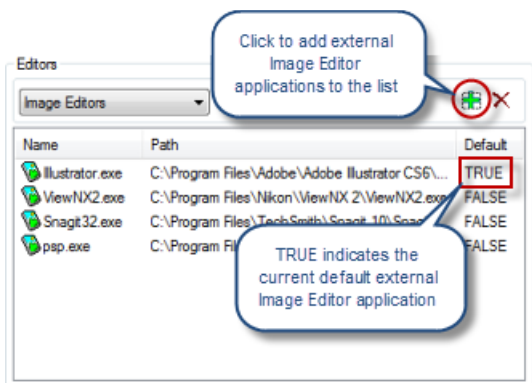 Click to add external
Image Editor
applications to the list
Editors
Image Editors
Name Path Default
Illustrator.exe C:\Program Files\Adobe\Adobe Illustrator CS6\... TRUE
ViewNX2.exe C:\Program Files\Nikon\ViewNX 2\ViewNX2.exe FALSE
Snagit32.exe C:\Program Files\TechSmith\Snagit 10\Snag FALSE
psp.exe C:\Program Fil FALSE
TRUE indicates the
current default external
Image Editor application